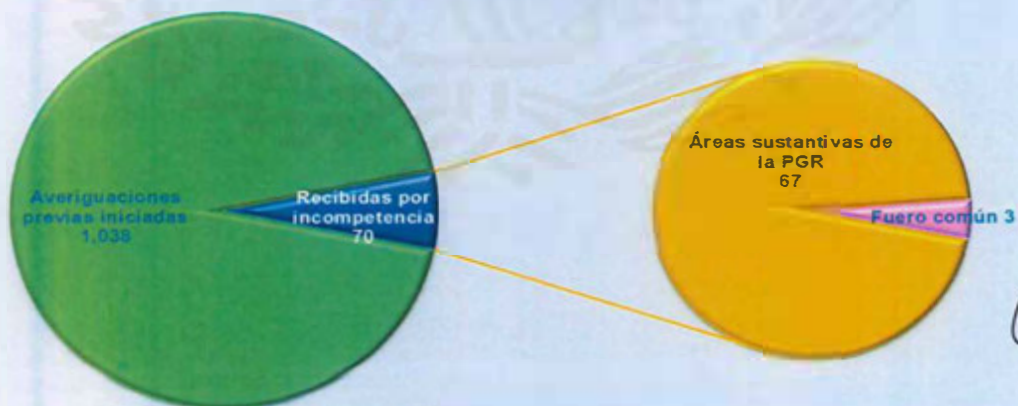 Averiguaciones
previas iniciadas
1,038
Recibidas por
incompetencia
70
Áreas sustantivas de
la PGR
67
Fuero común 3